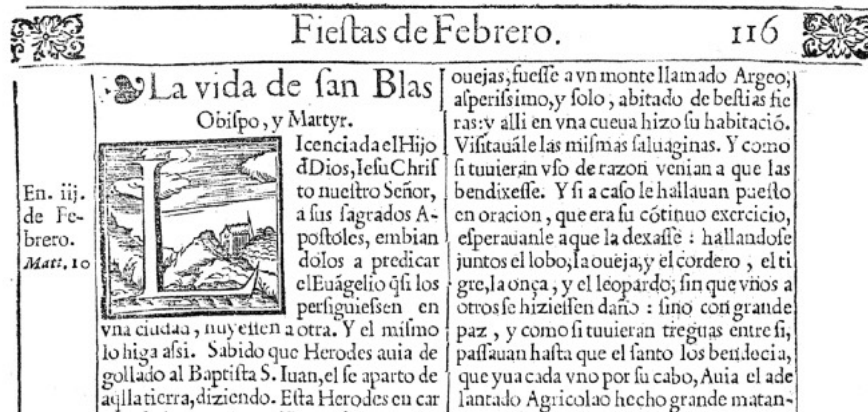 Fieſtas de Febrero. 116
La vida de ſan Blas
Obiſpo, y Martyr.
En. iij.
de Fe-
brero.
Matt. 10
LIcenciada el Hijo
đ Dios, Ieſu Chriſ
to nueſtro Señor,
a ſus ſagrados A-
poſtoles, embian
dolos a predicar
el Euãgelio q̃ ſi los
perſiguieſsen en
vna ciudad, huyeſſen a otra. Y el miſmo
lo higa aſsi. Sabido que Herodes auia de
gollado al Baptiſta S. Iuan, el ſe aparto de
aq̃lla tierra, diziendo. Eſta Herodes en car
ouejas, fueſſe a vn monte llamado Argeo,
aſperiſsimo, y ſolo, abitado de beſtias fie
ras: y alli en vna cueua hizo ſu habitació.
Viſitauále las miſmas ſaluaginas. Y como
ſi tuuieran vſo de razon venian a que las
bendixeſſe. Y ſi a caſo le hallauan pueſto
en oracion, que era ſu cótinuo exercicio,
eſperauanle a que la dexaſſe : hallandoſe
juntos el lobo, la oueja, y el cordero, el ti
gre, la onça, y el leopardo; ſin que vnos a
otros ſe hizieſſen daño : ſino con grande
paz, y como ſi tuuieran treguas entre ſi,
paſſauan haſta que el ſanto los bendecia,
que yua cada vno por ſu cabo, Auia el ade
lantado Agricolao hecho grande matan-